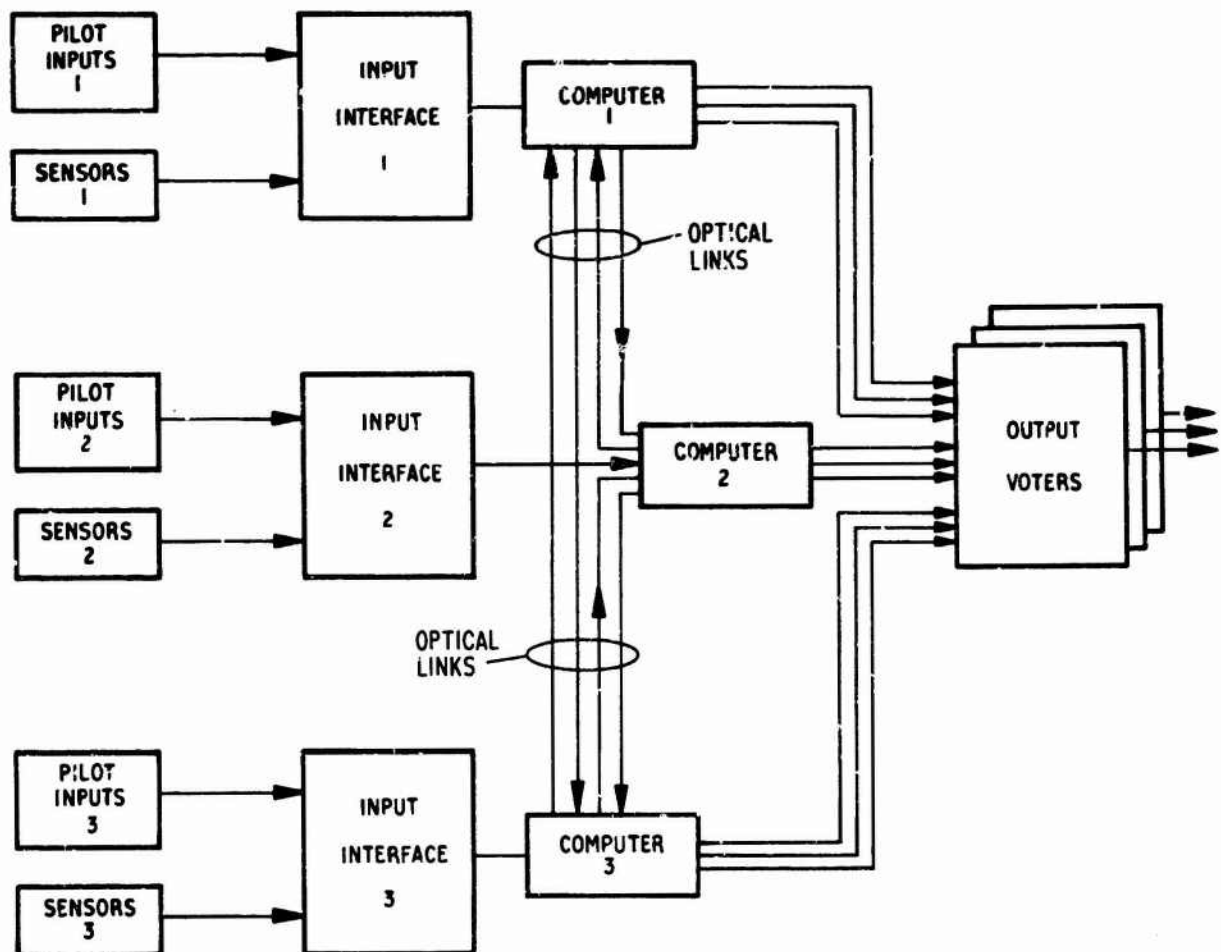 PILOT
INPUTS
1
SENSORS
1
INPUT
INTERFACE
1
COMPUTER
1
OPTICAL
LINKS
PILOT
INPUTS
2
SENSORS
2
INPUT
INTERFACE
2
COMPUTER
2
OUTPUT
VOTERS
OPTICAL
LINKS
PILOT
INPUTS
3
SENSORS
3
INPUT
INTERFACE
3
COMPUTER
3